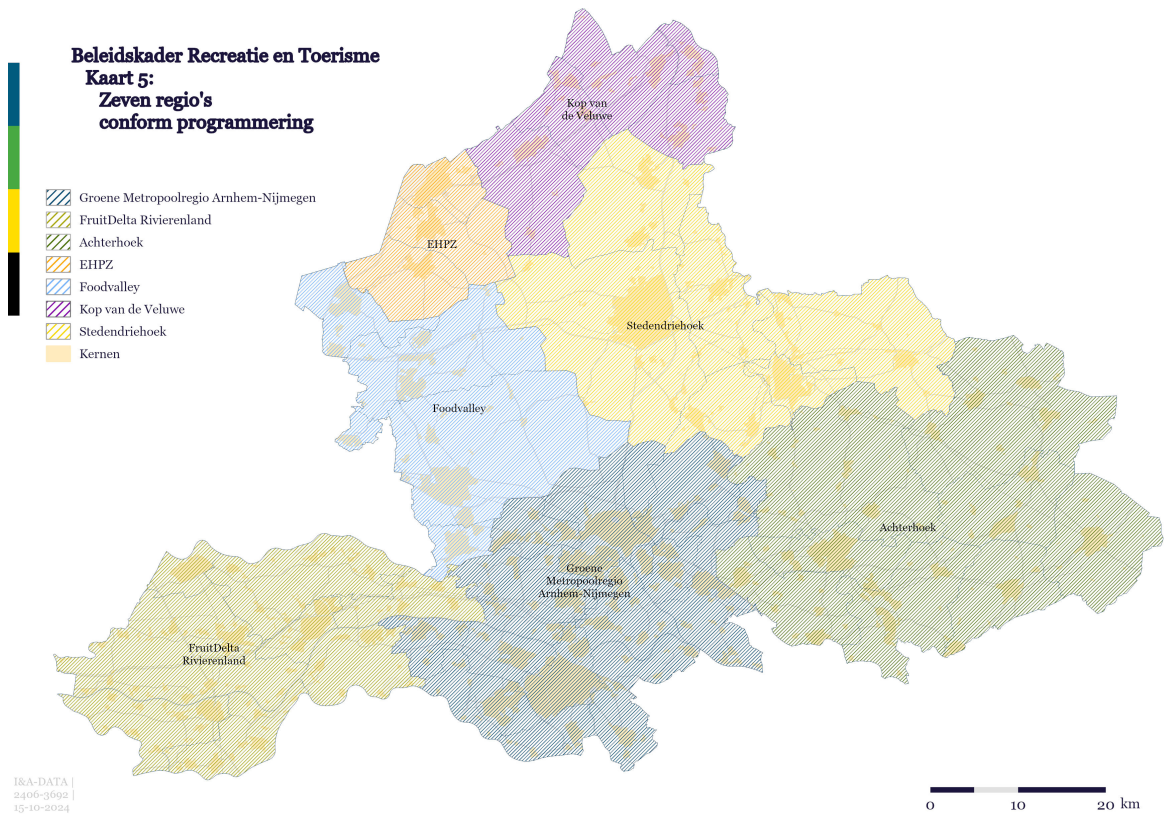 Beleidskader Recreatie en Toerisme
Kaart 5:
Zeven regio's
conform programmering
Groene Metropoolregio Arnhem-Nijmegen
FruitDelta Rivierenland
Achterhoek
EHPZ
Foodvalley
Kop van de Veluwe
Stedendriehoek
Kernen
Kop van
de Veluwe
EHPZ
Stedendriehoek
Foodvalley
Achterhoek
Groene
Metropoolregio
Arnhem-Nijmegen
FruitDelta
Rivierenland
I&A-DATA |
2406-3692 |
15-10-2024
0 10 20 km